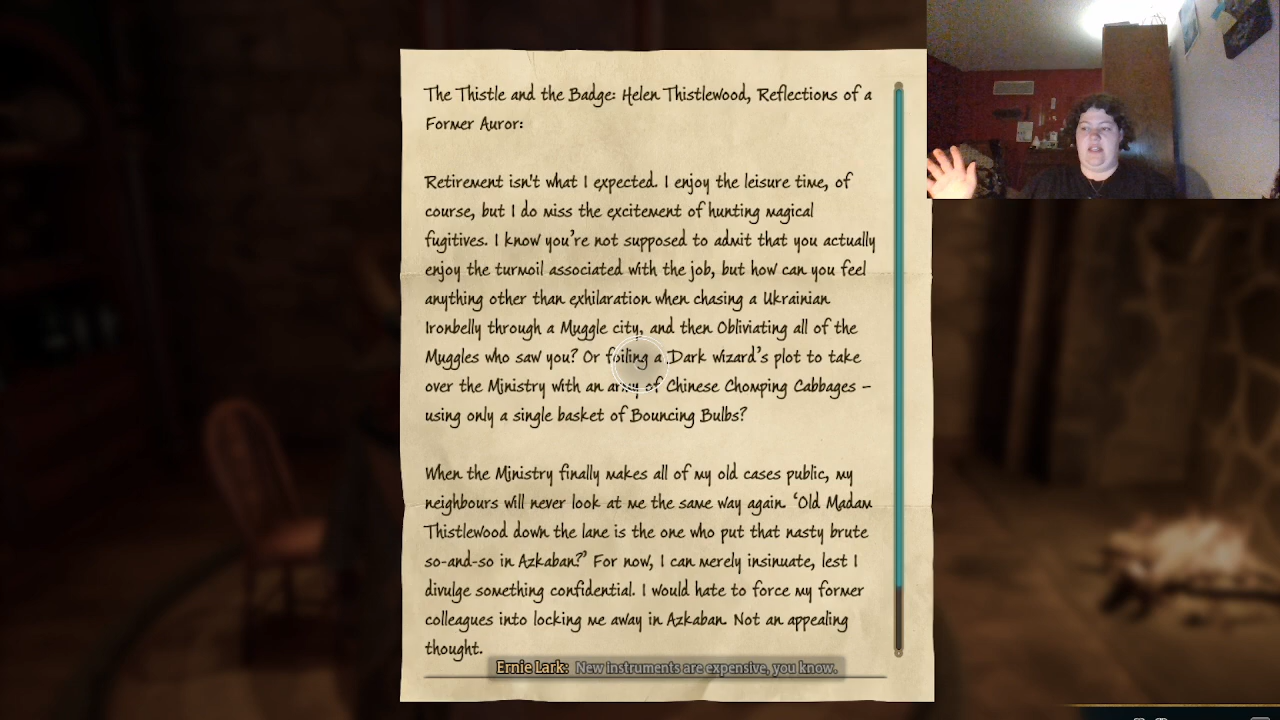 The Thistle and the Badge: Helen Thistlewood, Reflections of a
Former Auror:
Retirement isn't what I expected. I enjoy the leisure time, of
course, but I do miss the excitement of hunting magical
fugitives. I know you're not supposed to admit that you actually
enjoy the turmoil associated with the job, but how can you feel
anything other than exhilaration when chasing a Ukrainian
Ironbelly through a Muggle city, and then Obliviating all of the
Muggles who saw you? Or foiling a Dark wizard's plot to take
over the Ministry with an array of Chinese Chomping Cabbages –
using only a single basket of Bouncing Bulbs?
When the Ministry finally makes all of my old cases public, my
neighbours will never look at me the same way again. 'Old Madam
Thistlewood down the lane is the one who put that nasty brute
so-and-so in Azkaban?' For now, I can merely insinuate, lest I
divulge something confidential. I would hate to force my former
colleagues into locking me away in Azkaban. Not an appealing
thought.
Ernie Lark: New instruments are expensive, you know.